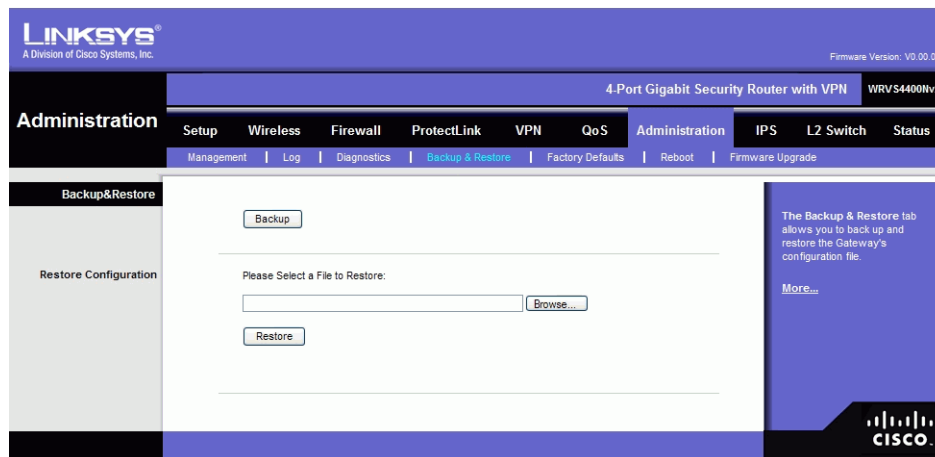 LINKSYS®
A Division of Cisco Systems, Inc.
Firmware Version: V0.00.0
4-Port Gigabit Security Router with VPN WRVS4400Nv
Administration
Setup Wireless Firewall ProtectLink VPN QoS Administration IPS L2 Switch Status
Management | Log | Diagnostics | Backup & Restore | Factory Defaults | Reboot | Firmware Upgrade
Backup&Restore
Backup
Restore Configuration
Please Select a File to Restore:
Browse...
Restore
The Backup & Restore tab
allows you to back up and
restore the Gateway's
configuration file.
More...
CISCO.